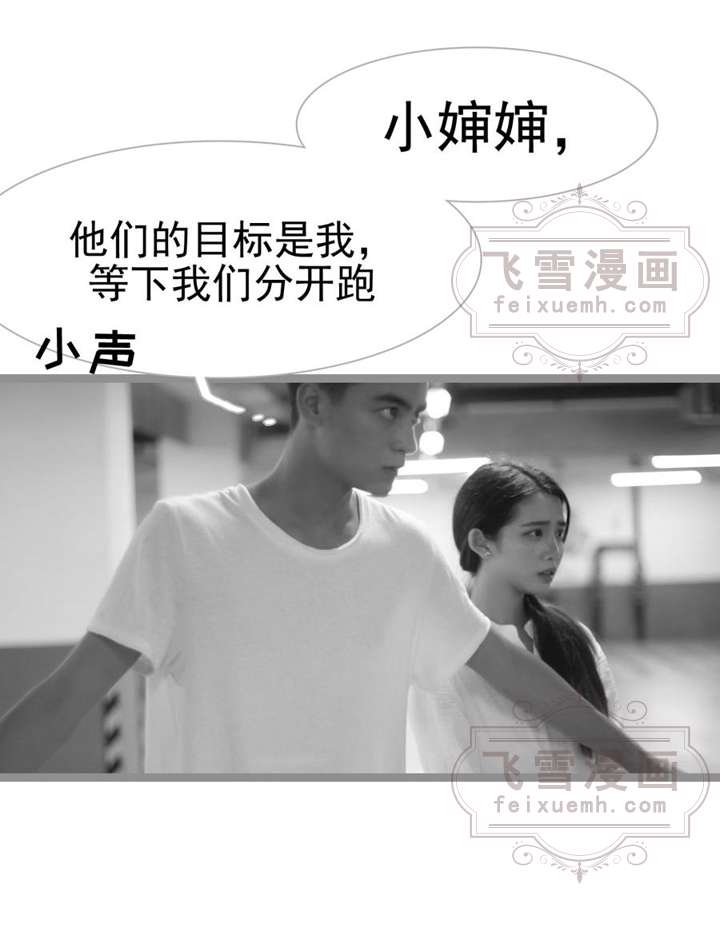 小婶婶，
他们的目标是我，
等下我们分开跑
小声
飞雪漫画
feixuemh.com
飞雪漫画
feixuemh.com